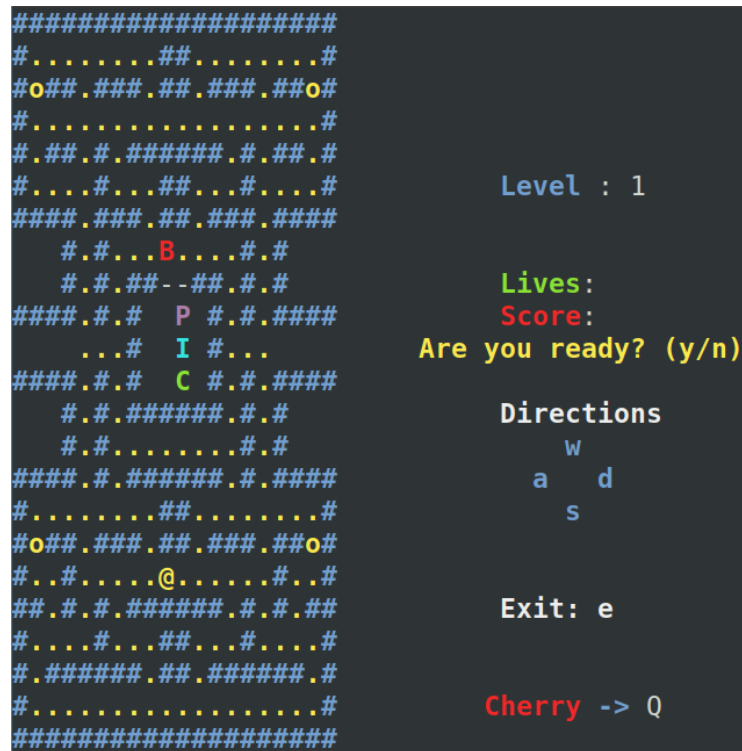 ####################
#........##........#
#o##.###.##.###.##o#
#..................#
#.##.#.######.#.##.#
#....#...##...#....#        Level : 1
####.###.##.###.####
   #.#...B....#.#
   #.#.##--##.#.#           Lives:
####.#.#  P #.#.####        Score:
    ...#  I #...       Are you ready? (y/n)
####.#.#  C #.#.####
   #.#.######.#.#           Directions
   #.#........#.#               w
####.#.######.#.####          a   d
#........##........#              s
#o##.###.##.###.##o#
#..#.....@......#..#
##.#.#.######.#.#.##        Exit: e
#....#...##...#....#
#.######.##.######.#
#..................#       Cherry -> Q
####################